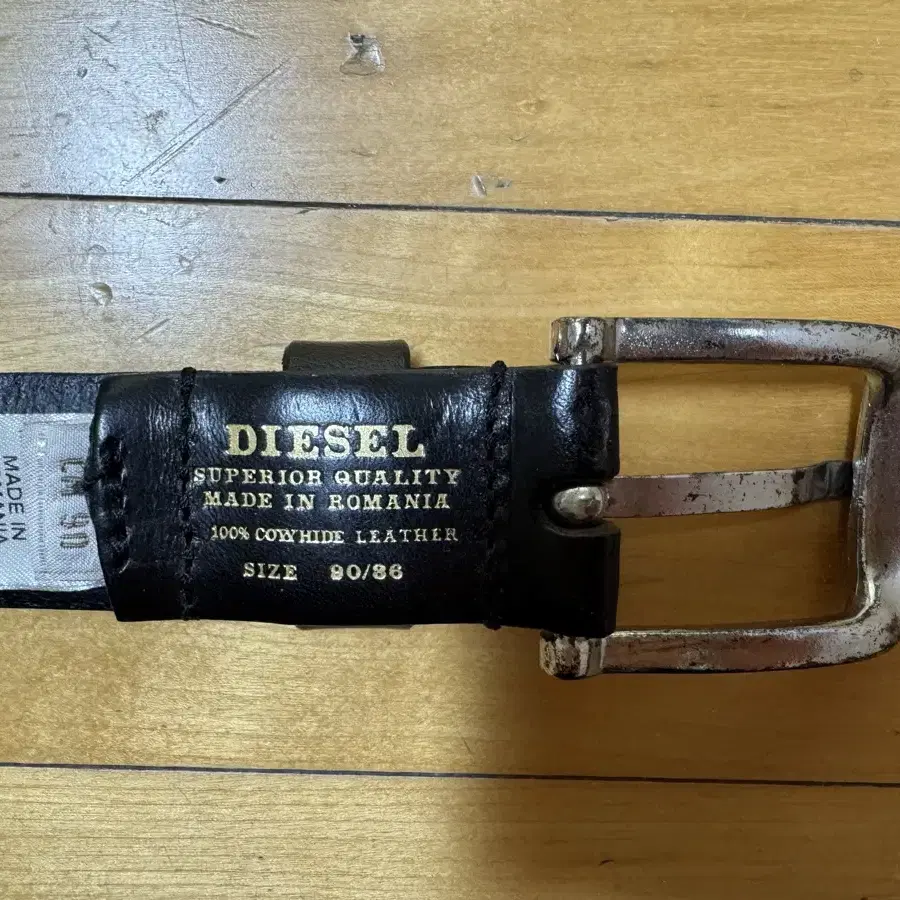 DIESEL
SUPERIOR QUALITY
MADE IN ROMANIA
100% COWHIDE LEATHER
SIZE 90/36
CM 90
MADE IN